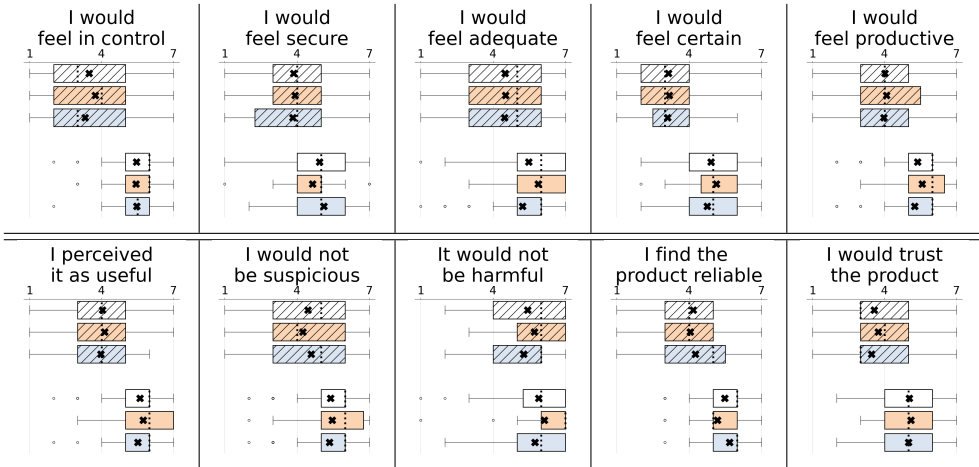 I would
feel in control
1 4 7
I would
feel secure
1 4 7
I would
feel adequate
1 4 7
I would
feel certain
1 4 7
I would
feel productive
1 4 7
I perceived
it as useful
1 4 7
I would not
be suspicious
1 4 7
It would not
be harmful
1 4 7
I find the
product reliable
1 4 7
I would trust
the product
1 4 7